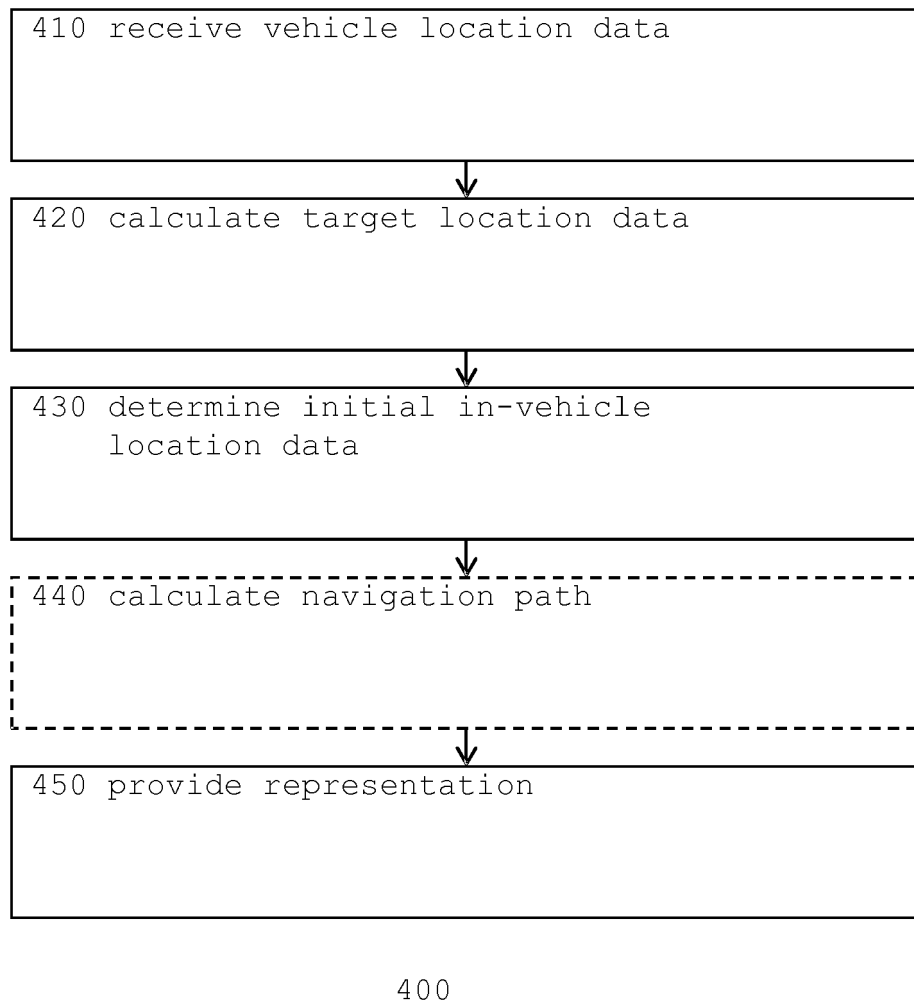 410 receive vehicle location data
420 calculate target location data
430 determine initial in-vehicle
location data
440 calculate navigation path
450 provide representation
400